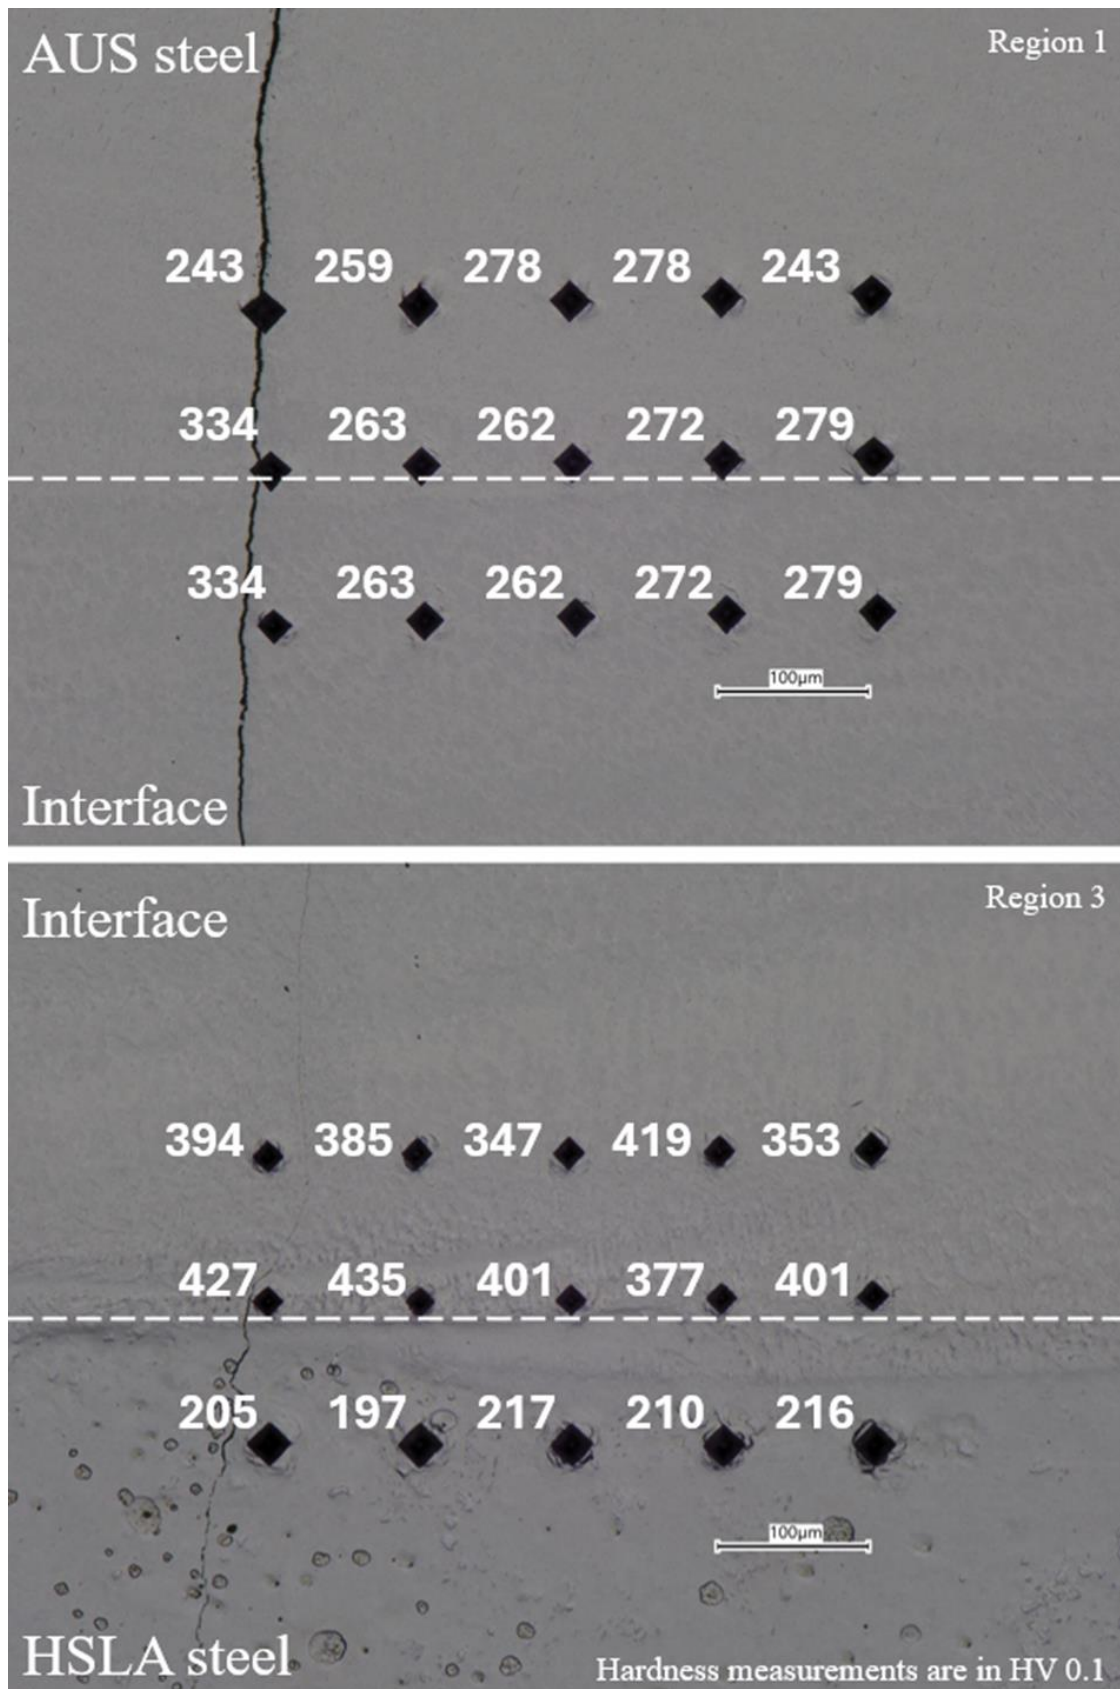 AUS steel
Region 1
243 259 278 278 243
334 263 262 272 279
334 263 262 272 279
100µm
Interface
Interface
Region 3
394 385 347 419 353
427 435 401 377 401
205 197 217 210 216
100µm
HSLA steel
Hardness measurements are in HV 0.1